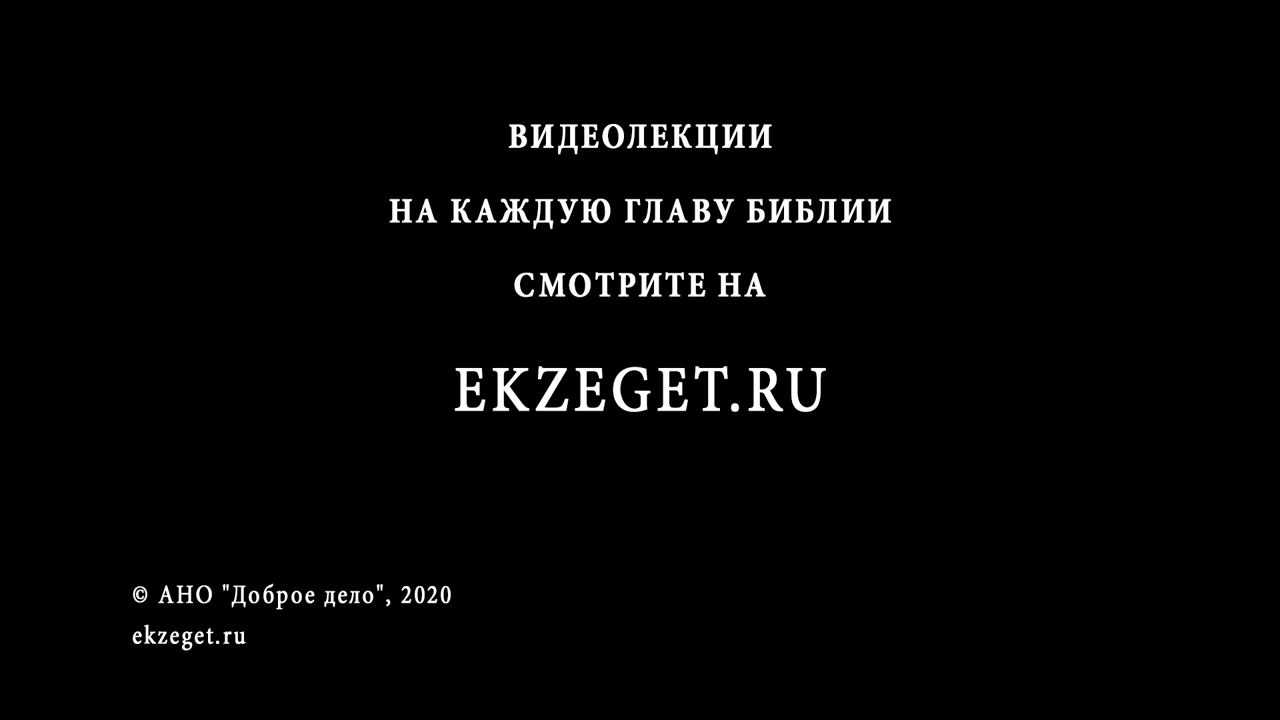 ВИДЕОЛЕКЦИИ
НА КАЖДУЮ ГЛАВУ БИБЛИИ
СМОТРИТЕ НА
EKZEGET.RU
© АНО "Доброе дело", 2020
ekzeget.ru